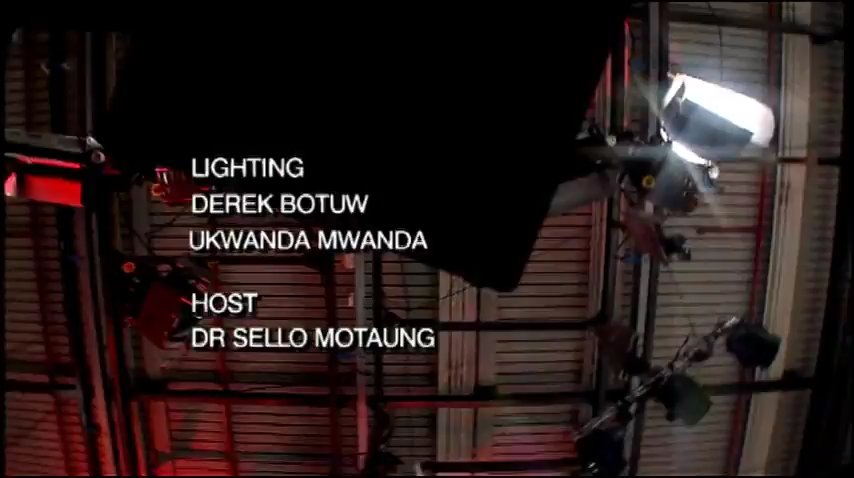 LIGHTING
DEREK BOTUW
UKWANDA MWANDA
HOST
DR SELLO MOTAUNG